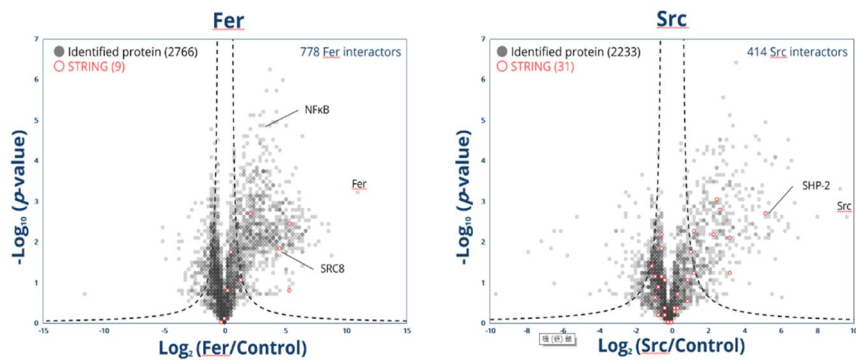 Fer
Identified protein (2766)
STRING (9)
778 Fer interactors
NFκB
Fer
SRC8
-Log₁₀ (p-value)
7
6
5
4
3
2
1
0
-15
-10
-5
0
5
10
15
Log₂ (Fer/Control)
Src
Identified protein (2233)
STRING (31)
414 Src interactors
SHP-2
Src
-Log₁₀ (p-value)
7
6
5
4
3
2
1
0
-10
-8
-6
-4
-2
0
2
4
6
8
10
Log₂ (Src/Control)